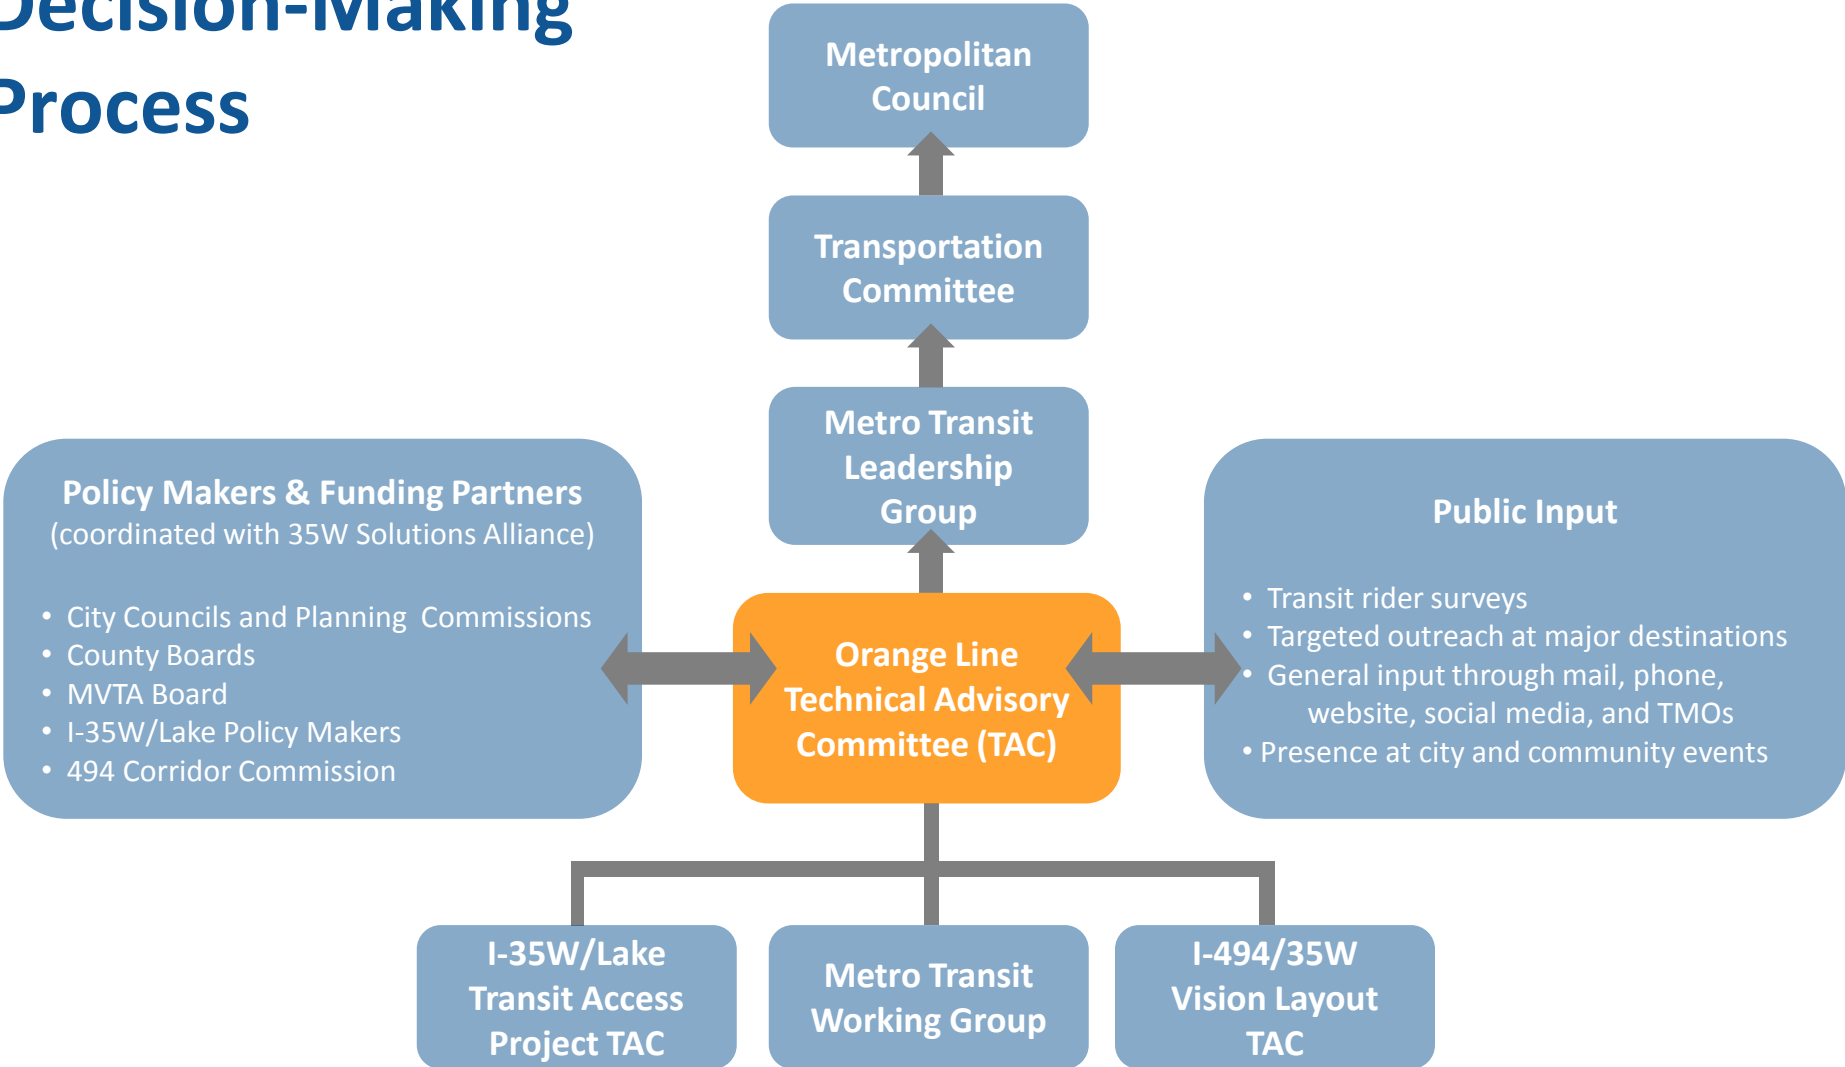 Decision-Making
Process
Metropolitan
Council
Transportation
Committee
Metro Transit
Leadership
Group
Policy Makers & Funding Partners
(coordinated with 35W Solutions Alliance)
• City Councils and Planning Commissions
• County Boards
• MVTA Board
• I-35W/Lake Policy Makers
• 494 Corridor Commission
Orange Line
Technical Advisory
Committee (TAC)
Public Input
• Transit rider surveys
• Targeted outreach at major destinations
• General input through mail, phone,
website, social media, and TMOs
• Presence at city and community events
I-35W/Lake
Transit Access
Project TAC
Metro Transit
Working Group
I-494/35W
Vision Layout
TAC